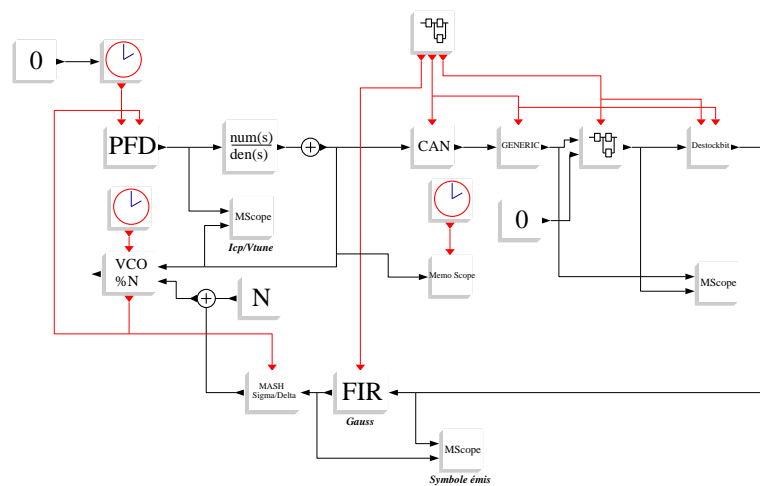 0
PFD
num(s)
den(s)
+
CAN
GENERIC
Destockbit
MScope
Icp/Vtune
0
VCO
%N
Memo Scope
MScope
+
N
MASH
Sigma/Delta
FIR
Gauss
MScope
Symbole émis